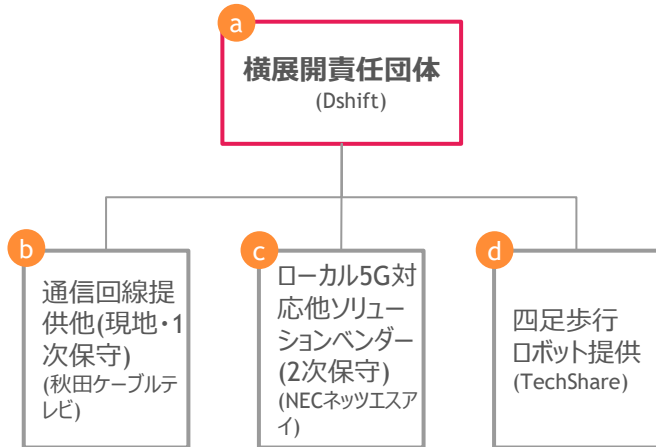 a
横展開責任団体
(Dshift)
b
通信回線提
供他(現地・1
次保守)
(秋田ケーブルテ
レビ)
c
ローカル5G対
応他ソリュー
ションベンダー
(2次保守)
(NECネッツエスア
イ)
d
四足歩行
ロボット提供
(TechShare)